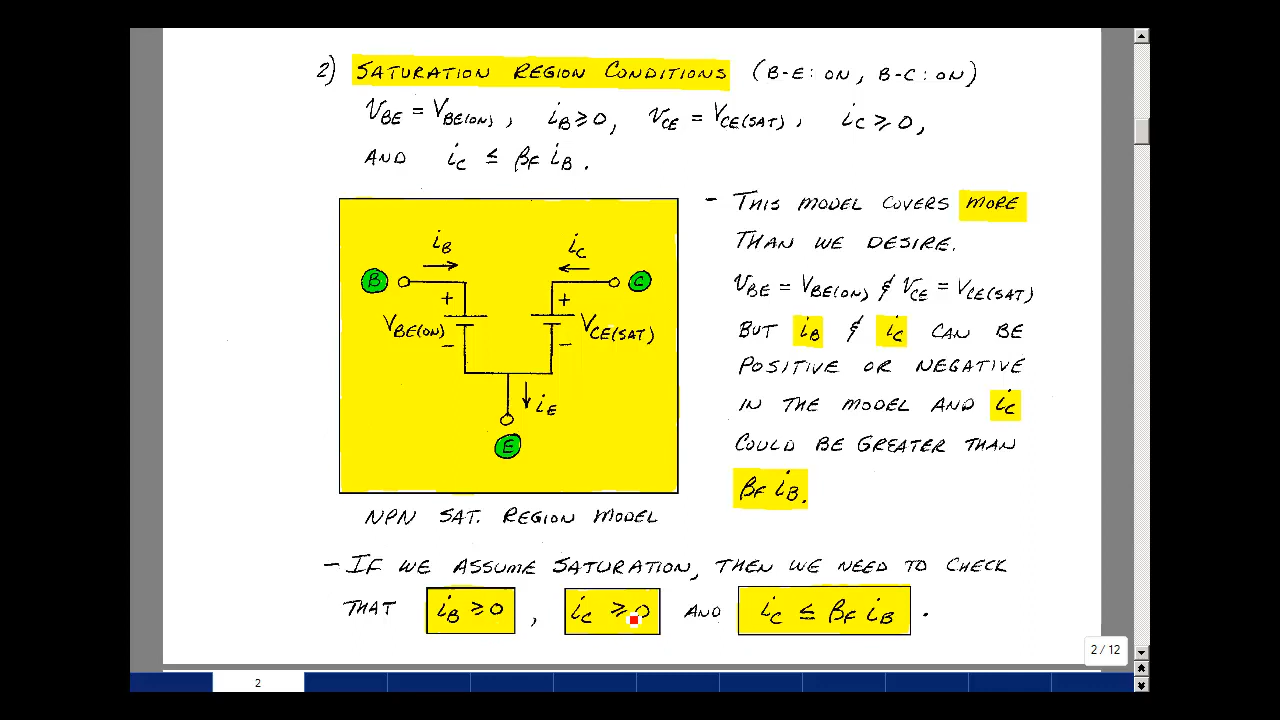 2) SATURATION REGION CONDITIONS (B-E: ON, B-C: ON)
VBE = VBE(ON), iB ≥ 0, VCE = VCE(SAT), iC ≥ 0,
AND iC ≤ βF iB.
- THIS MODEL COVERS MORE
THAN WE DESIRE.
VBE = VBE(ON) & VCE = VCE(SAT)
BUT iB & iC CAN BE
POSITIVE OR NEGATIVE
IN THE MODEL AND iC
COULD BE GREATER THAN
βF iB.
iB
iC
B
C
+
+
VBE(ON)
VCE(SAT)
−
−
iE
E
NPN SAT. REGION MODEL
- IF WE ASSUME SATURATION, THEN WE NEED TO CHECK
THAT iB ≥ 0, iC ≥ 0 AND iC ≤ βF iB.
2 / 12
2